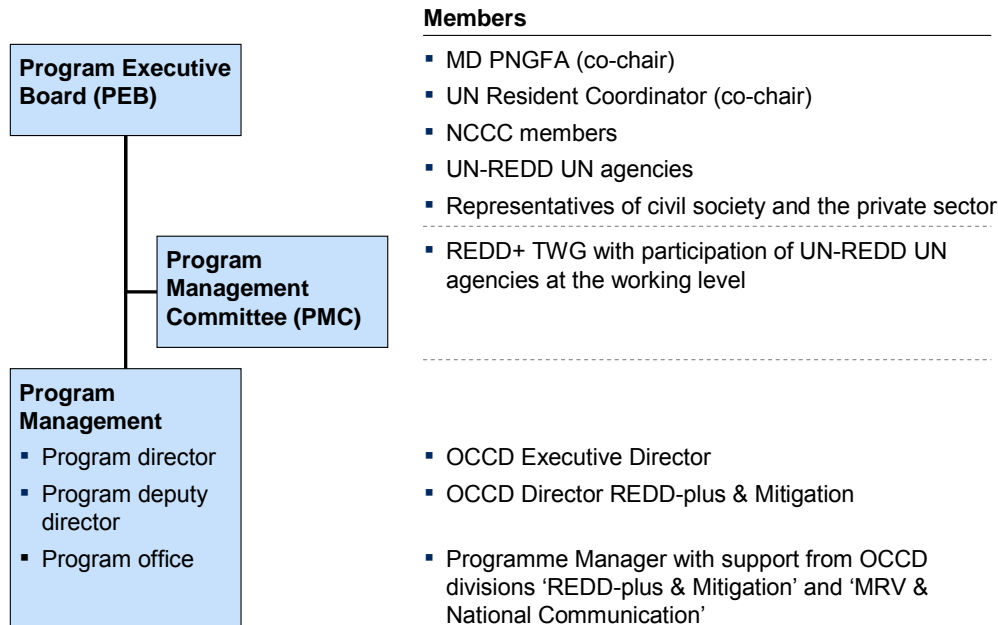 Members
Program Executive
Board (PEB)
▪ MD PNGFA (co-chair)
▪ UN Resident Coordinator (co-chair)
▪ NCCC members
▪ UN-REDD UN agencies
▪ Representatives of civil society and the private sector
Program
Management
Committee (PMC)
▪ REDD+ TWG with participation of UN-REDD UN
agencies at the working level
Program
Management
▪ Program director
▪ Program deputy
director
▪ Program office
▪ OCCD Executive Director
▪ OCCD Director REDD-plus & Mitigation
▪ Programme Manager with support from OCCD
divisions ‘REDD-plus & Mitigation’ and ‘MRV &
National Communication’